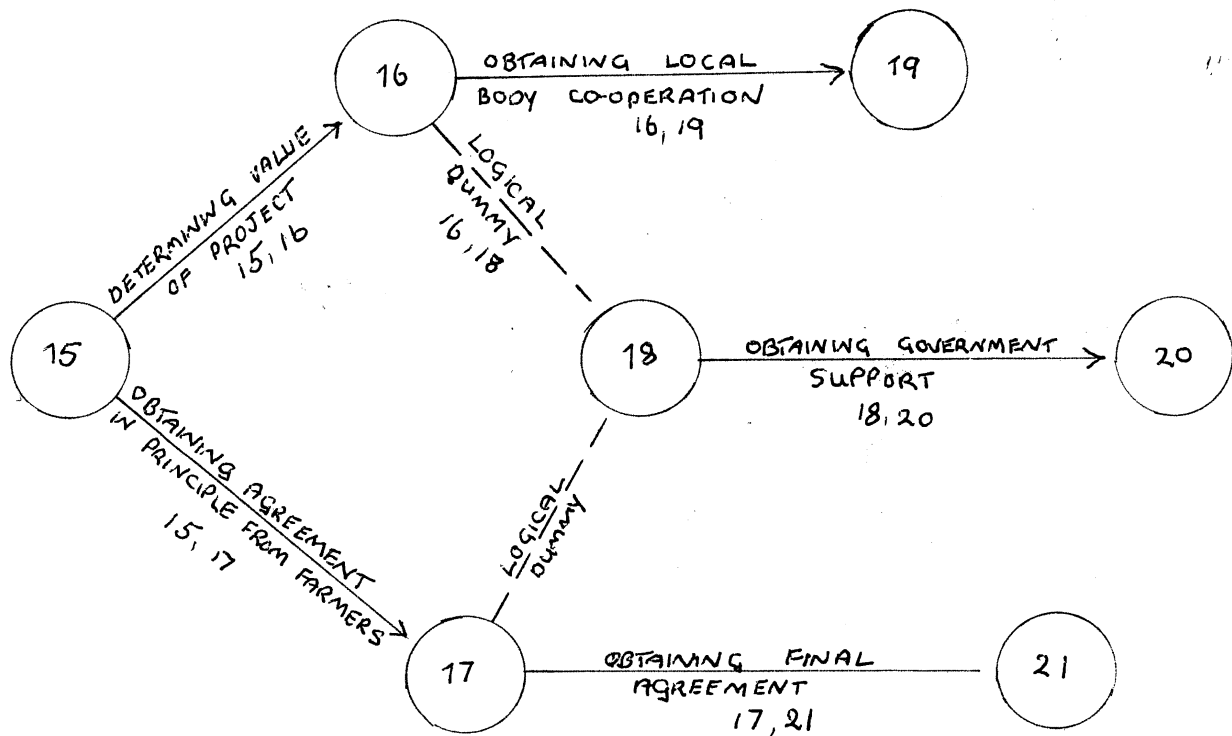 16
OBTAINING LOCAL
BODY CO-OPERATION
16, 19
19
DETERMINING VALUE
OF PROJECT
15, 16
LOGICAL
DUMMY
16, 18
15
18
OBTAINING GOVERNMENT
SUPPORT
18, 20
20
OBTAINING AGREEMENT
IN PRINCIPLE FROM FARMERS
15, 17
LOGICAL
DUMMY
17
OBTAINING FINAL
AGREEMENT
17, 21
21